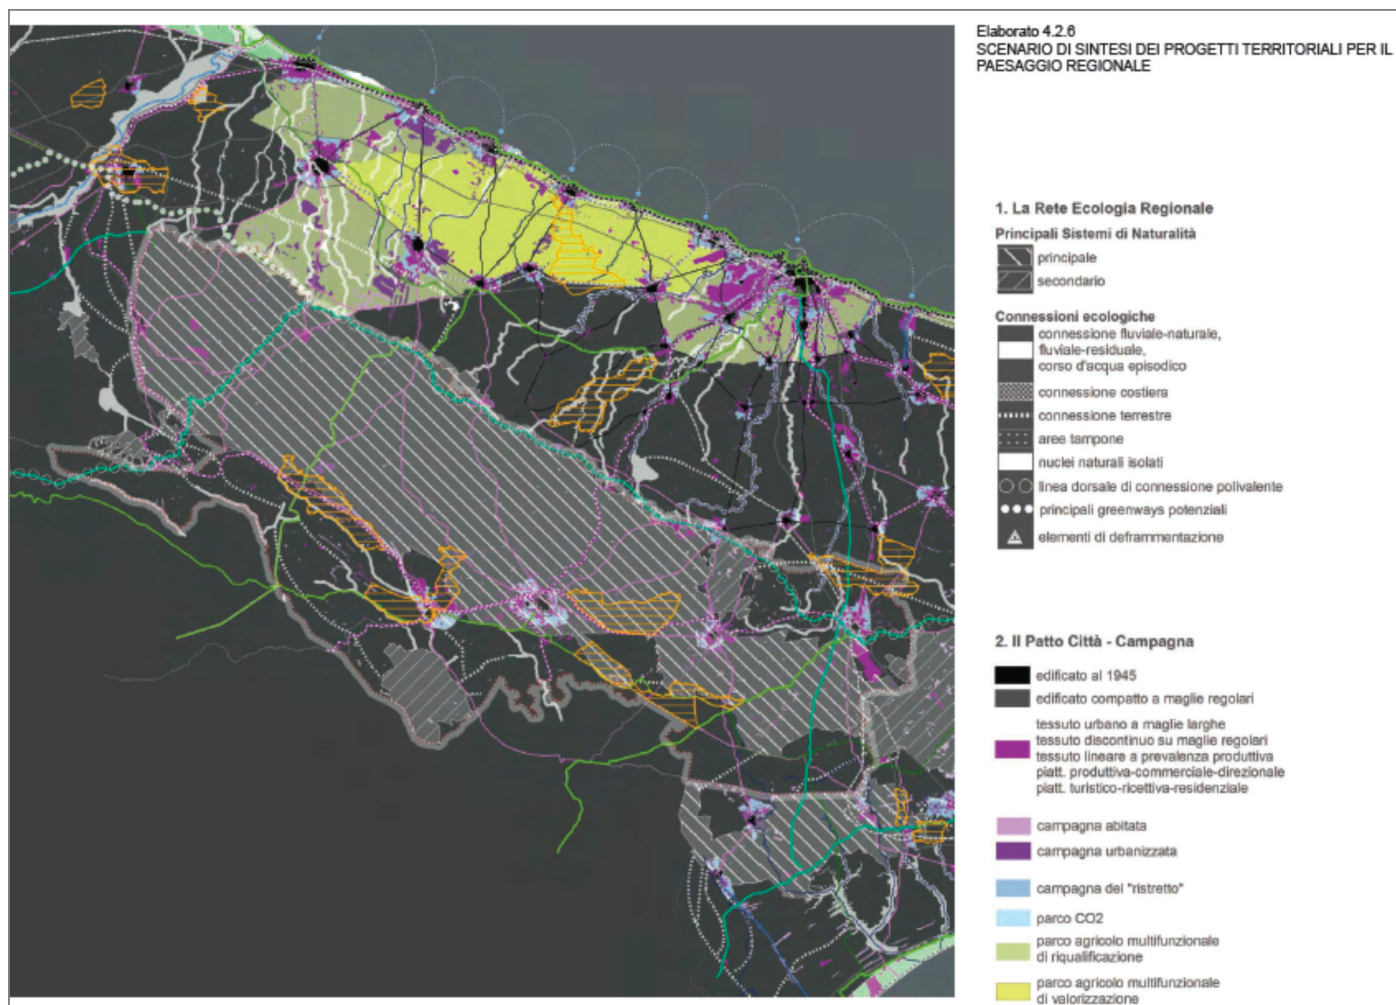 Elaborato 4.2.6
SCENARIO DI SINTESI DEI PROGETTI TERRITORIALI PER IL
PAESAGGIO REGIONALE
1. La Rete Ecologia Regionale
Principali Sistemi di Naturalità
principale
secondario
Connessioni ecologiche
connessione fluviale-naturale,
fluviale-residuale,
corso d'acqua episodico
connessione costiera
connessione terrestre
aree tampone
nuclei naturali isolati
linea dorsale di connessione polivalente
principali greenways potenziali
elementi di deframmentazione
2. Il Patto Città - Campagna
edificato al 1945
edificato compatto a maglie regolari
tessuto urbano a maglie larghe
tessuto discontinuo su maglie regolari
tessuto lineare a prevalenza produttiva
piatt. produttiva-commerciale-direzionale
piatt. turistico-ricettiva-residenziale
campagna abitata
campagna urbanizzata
campagna del "ristretto"
parco CO2
parco agricolo multifunzionale
di riqualificazione
parco agricolo multifunzionale
di valorizzazione